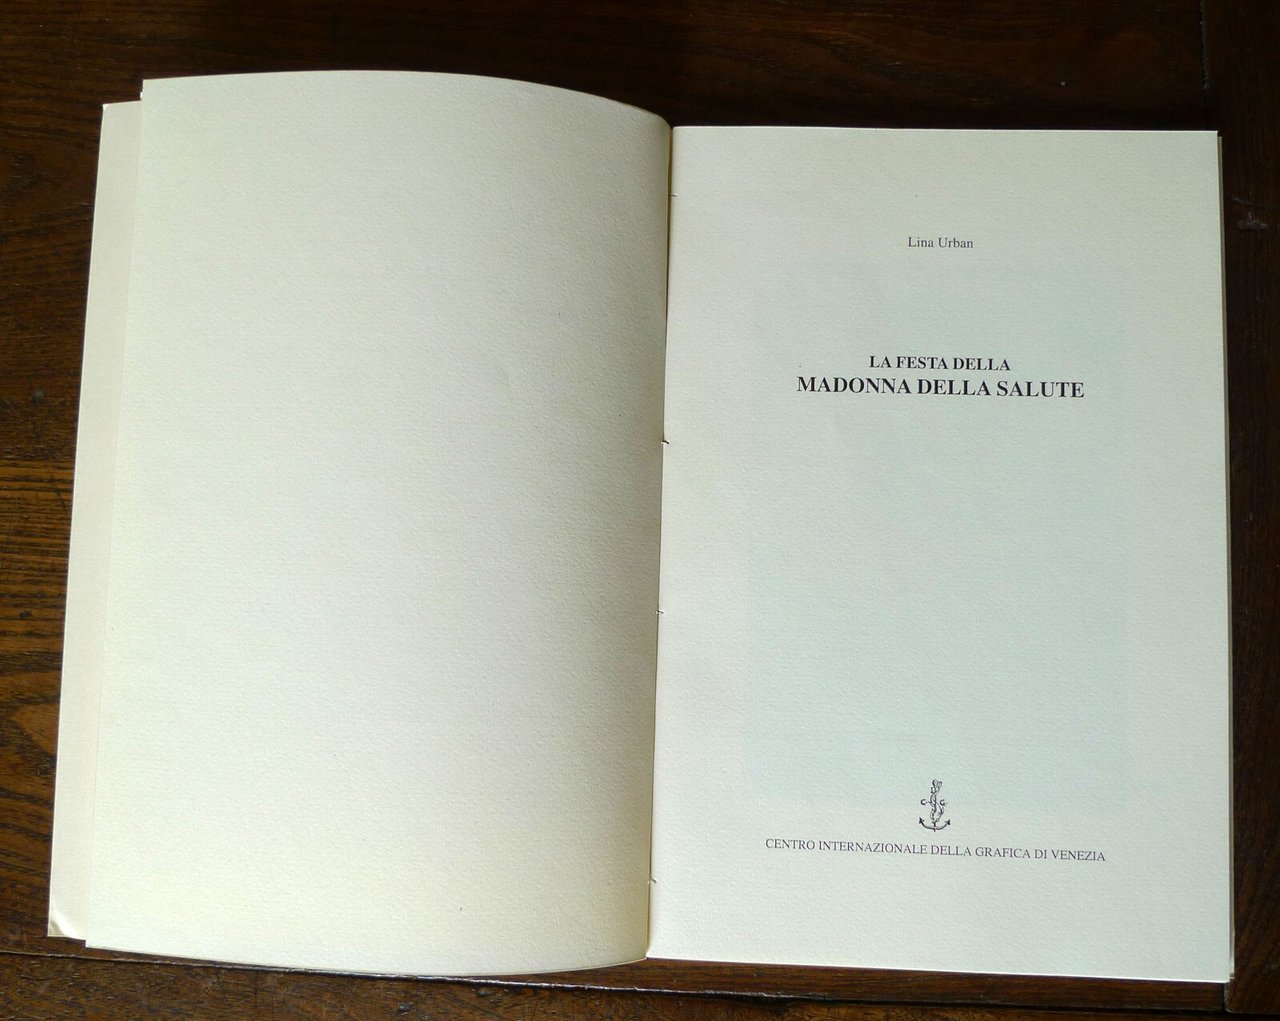 Lina Urban
LA FESTA DELLA
MADONNA DELLA SALUTE
CENTRO INTERNAZIONALE DELLA GRAFICA DI VENEZIA